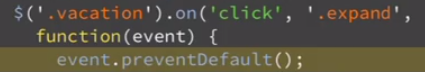 $('.vacation').on('click', '.expand',
function(event) {
event.preventDefault();